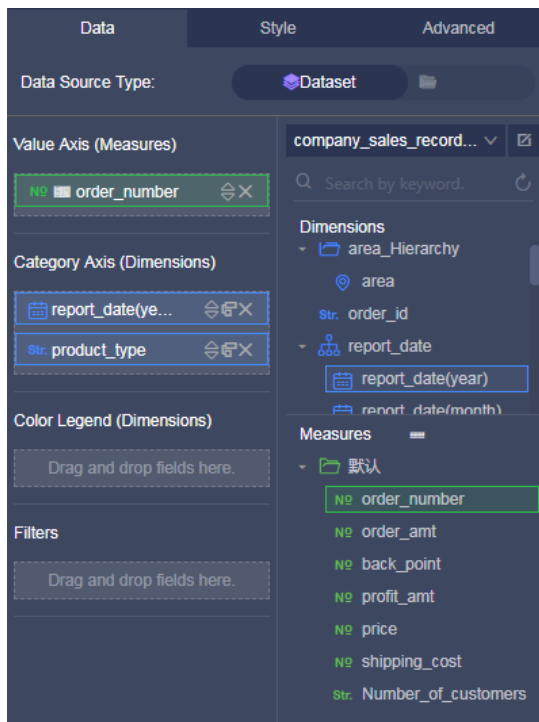 Data Style Advanced
Data Source Type: Dataset
Value Axis (Measures)
Nº order_number
Category Axis (Dimensions)
report_date(ye...
Str. product_type
Color Legend (Dimensions)
Drag and drop fields here.
Filters
Drag and drop fields here.
company_sales_record...
Search by keyword.
Dimensions
area_Hierarchy
area
Str. order_id
report_date
report_date(year)
report_date(month)
Measures
默认
Nº order_number
Nº order_amt
Nº back_point
Nº profit_amt
Nº price
Nº shipping_cost
Str. Number_of_customers